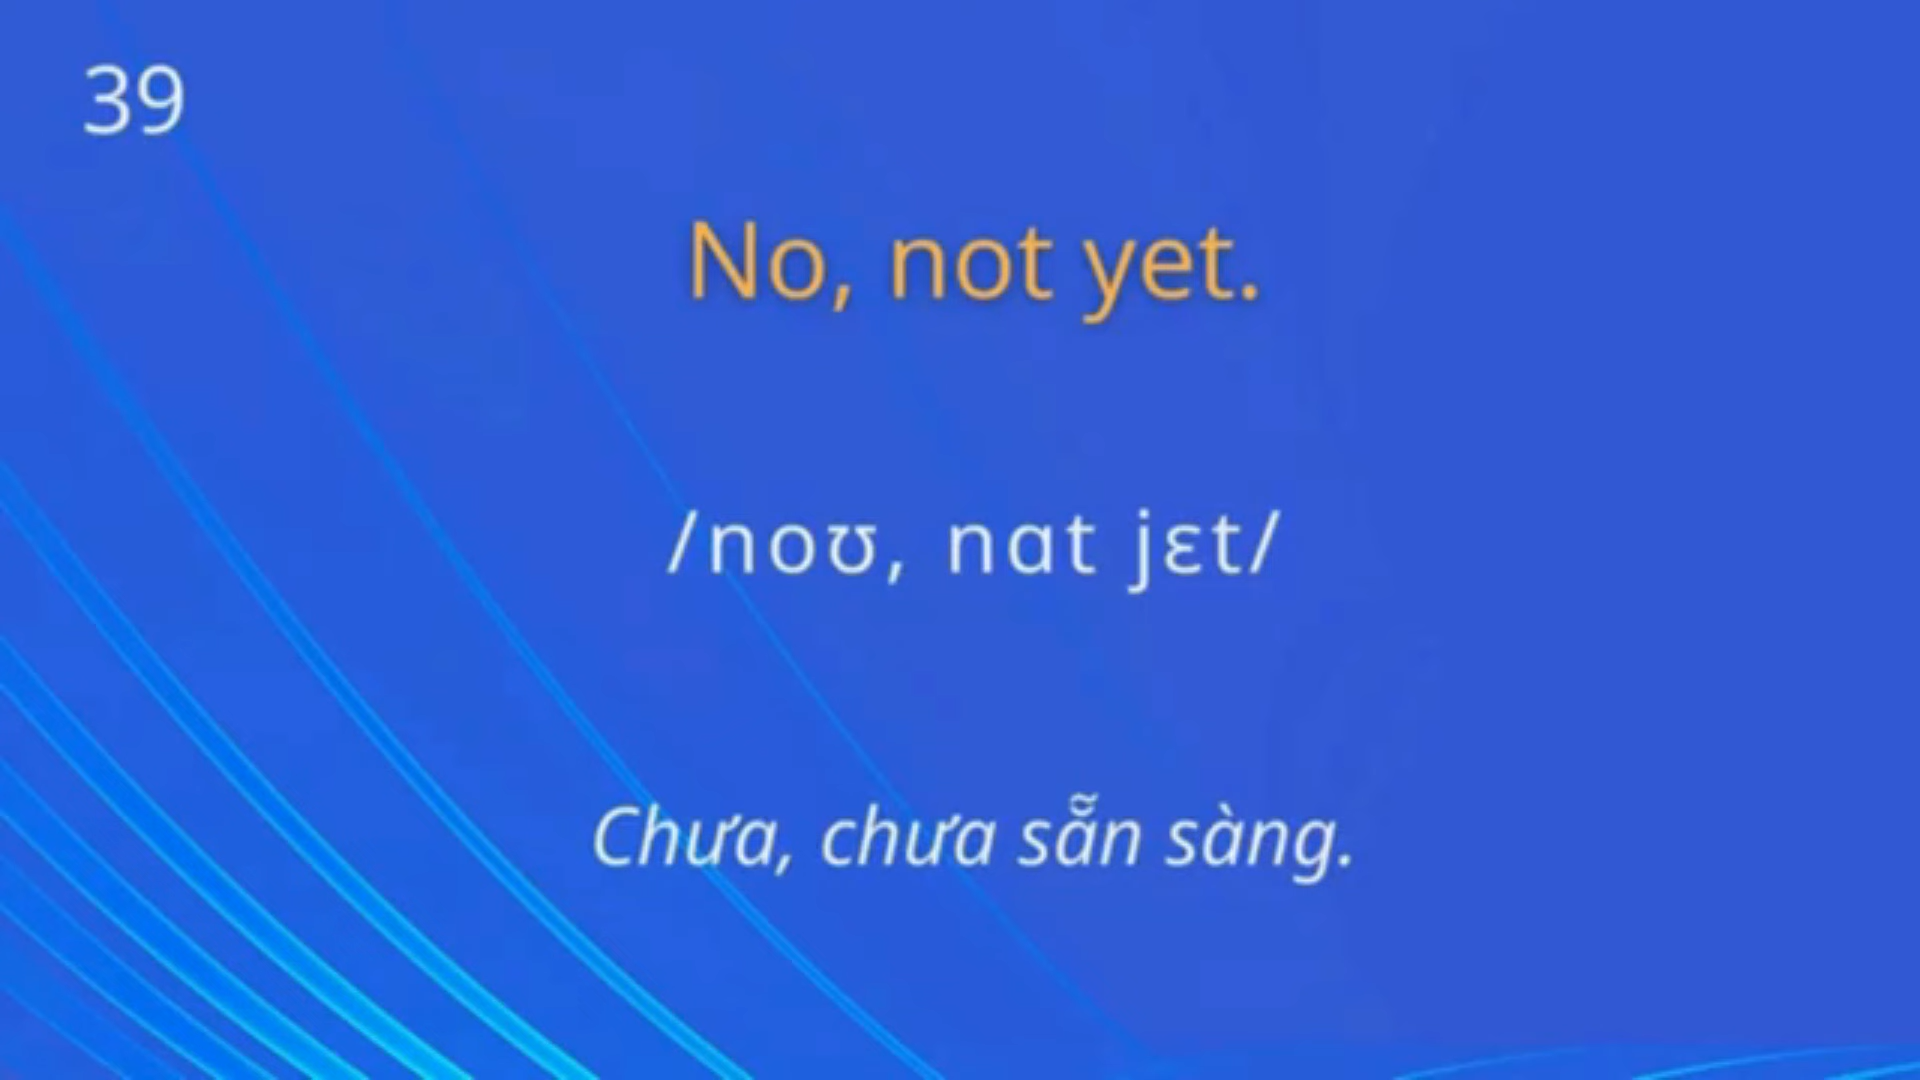 39
No, not yet.
/noʊ, nɑt jɛt/
Chưa, chưa sẵn sàng.